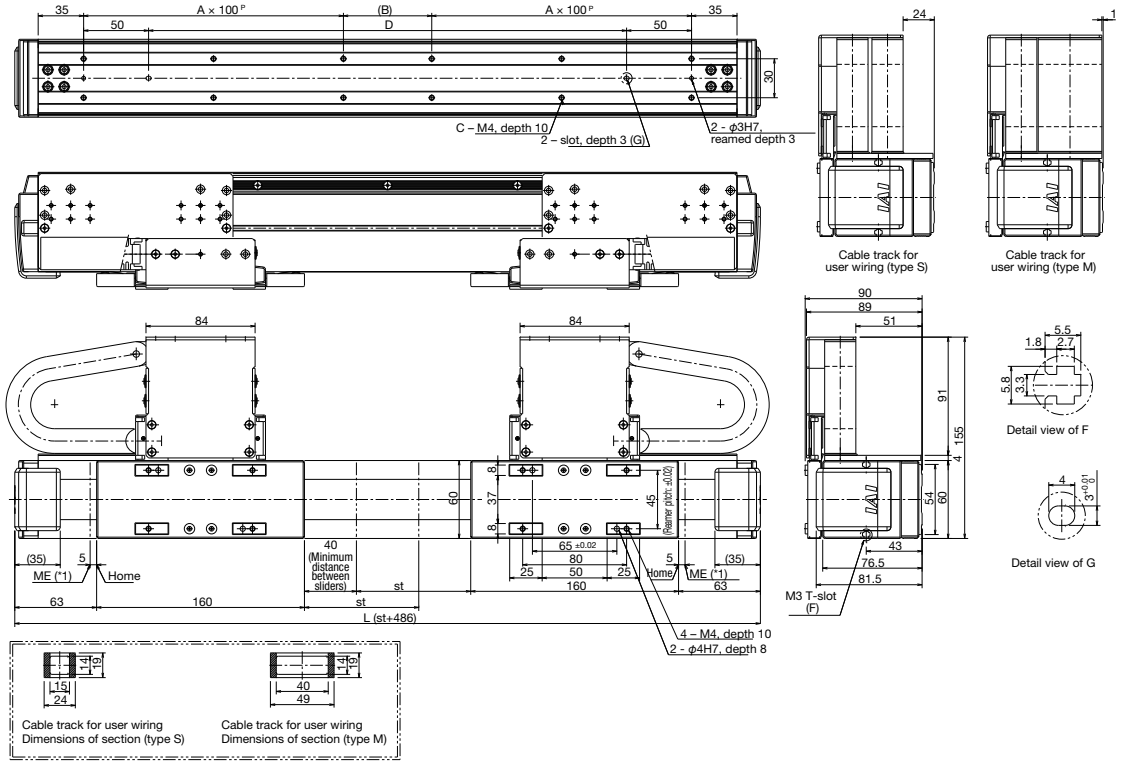 35
A × 100 P
(B)
A × 100 P
35
50
D
50
30
C – M4, depth 10
2 – slot, depth 3 (G)
2 - φ3H7,
reamed depth 3
24
1
IAI
IAI
Cable track for
user wiring (type S)
Cable track for
user wiring (type M)
84
84
90
89
51
91
155
4
54
60
IAI
43
76.5
81.5
M3 T-slot
(F)
5.5
1.8
2.7
5.8
3.3
Detail view of F
4
3 +0.01 0
Detail view of G
8
37
8
60
45
(Reamer pitch: ±0.02)
40
(Minimum
distance
between
sliders)
65 ±0.02
80
25
50
25
(35)
5
ME (*1)
Home
5
Home
ME (*1)
(35)
63
160
st
st
160
63
L (st+486)
4 – M4, depth 10
2 - φ4H7, depth 8
14
19
15
24
14
19
40
49
Cable track for user wiring
Dimensions of section (type S)
Cable track for user wiring
Dimensions of section (type M)